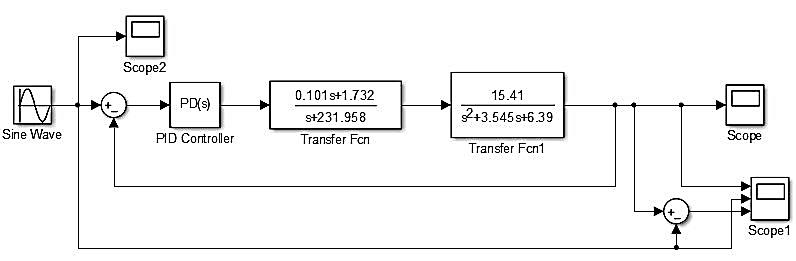 Scope2
Sine Wave
+
−
PD(s)
PID Controller
0.101s+1.732
s+231.958
Transfer Fcn
15.41
s²+3.545s+6.39
Transfer Fcn1
Scope
+
−
Scope1